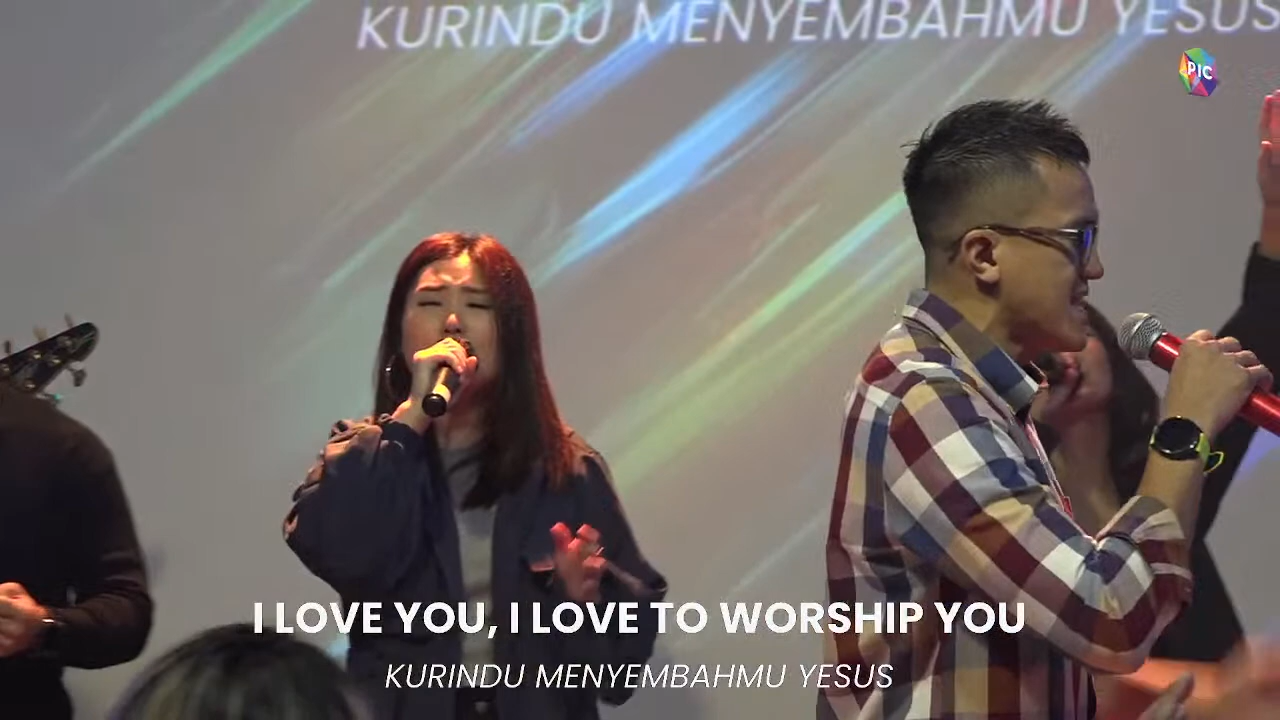 KURINDU MENYEMBAHMU YESUS
PIC
I LOVE YOU, I LOVE TO WORSHIP YOU
KURINDU MENYEMBAHMU YESUS